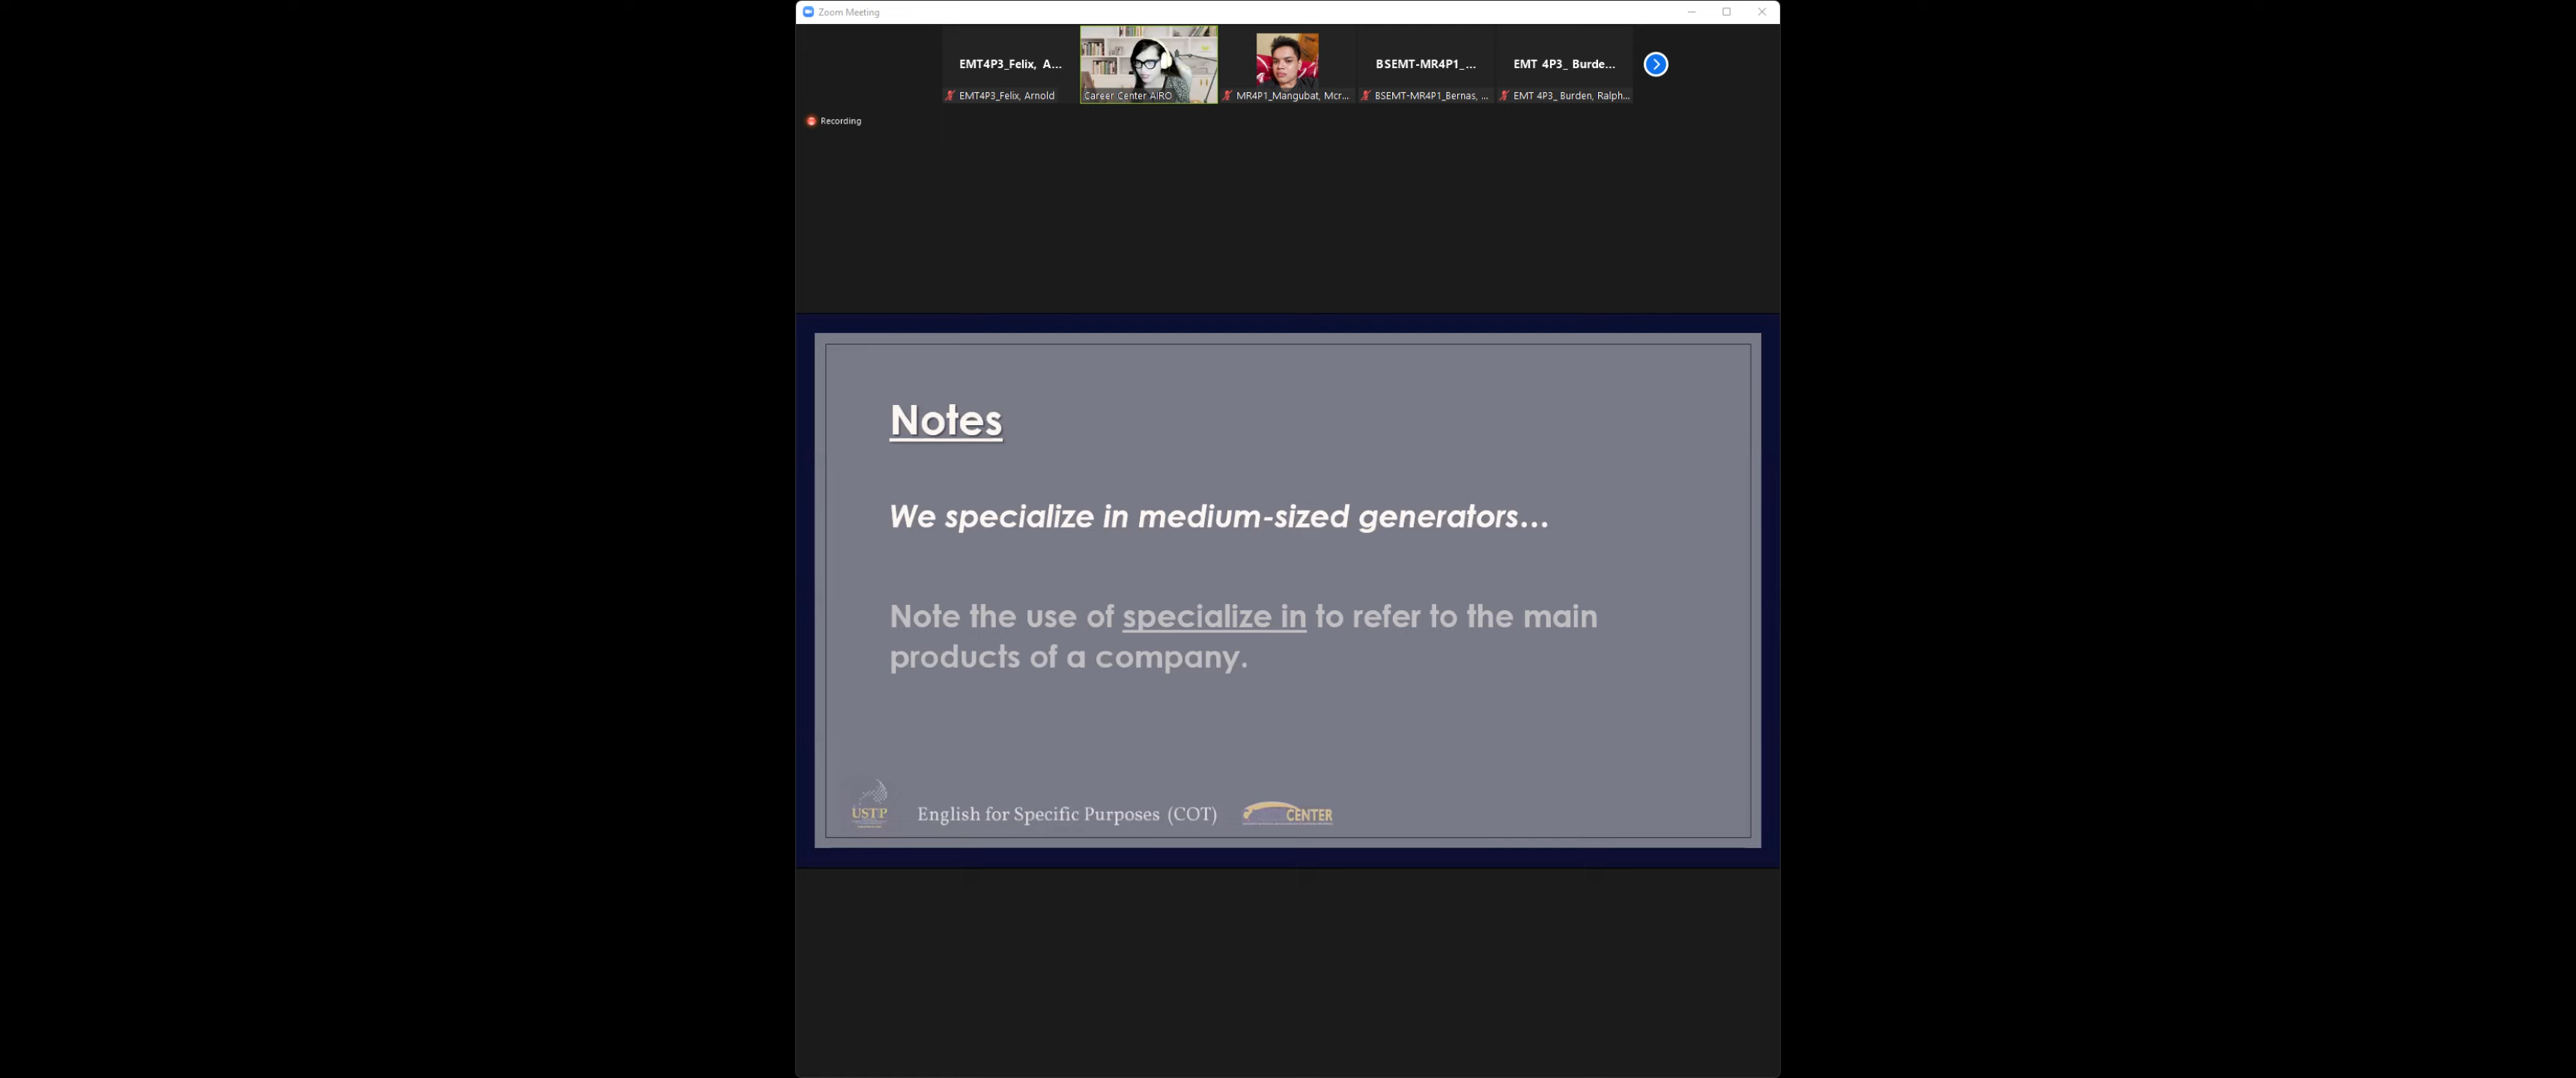 Zoom Meeting
EMT4P3_Felix, A...
BSEMT-MR4P1_...
EMT 4P3_ Burde...
EMT4P3_Felix, Arnold
Career Center AIRO
MR4P1_Mangubat, Mcr...
BSEMT-MR4P1_Bernas, ...
EMT 4P3_ Burden, Ralph...
Recording
Notes
We specialize in medium-sized generators...
Note the use of specialize in to refer to the main
products of a company.
USTP
English for Specific Purposes (COT)
CENTER